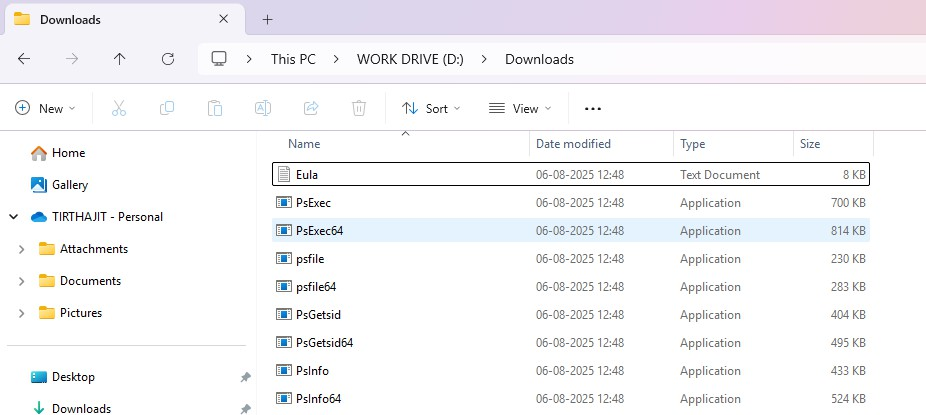 Downloads
This PC > WORK DRIVE (D:) > Downloads
New Sort View
Home
Gallery
TIRTHAJIT - Personal
Attachments
Documents
Pictures
Desktop
Downloads
Name Date modified Type Size
Eula 06-08-2025 12:48 Text Document 8 KB
PsExec 06-08-2025 12:48 Application 700 KB
PsExec64 06-08-2025 12:48 Application 814 KB
psfile 06-08-2025 12:48 Application 230 KB
psfile64 06-08-2025 12:48 Application 283 KB
PsGetsid 06-08-2025 12:48 Application 404 KB
PsGetsid64 06-08-2025 12:48 Application 495 KB
PsInfo 06-08-2025 12:48 Application 433 KB
PsInfo64 06-08-2025 12:48 Application 524 KB